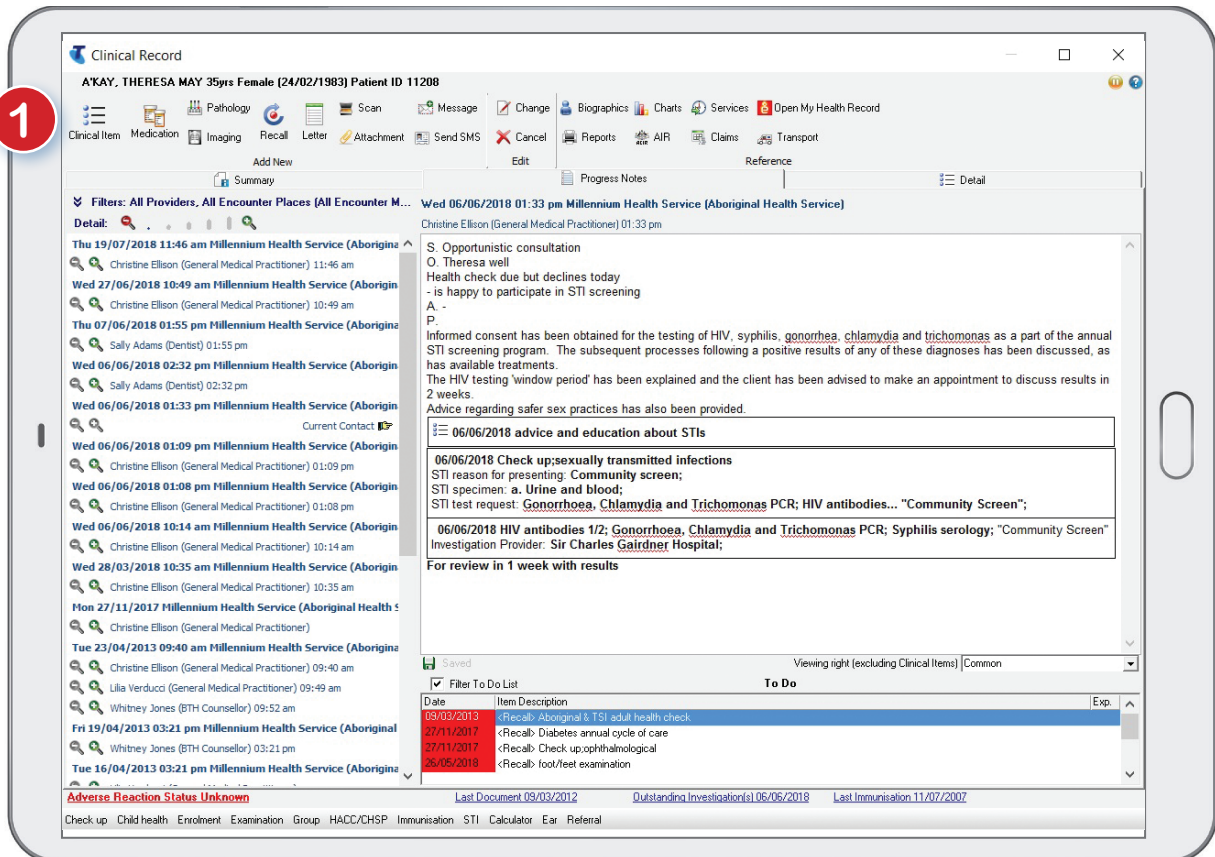 1
Clinical Record
A'KAY, THERESA MAY 35yrs Female (24/02/1983) Patient ID 11208
Clinical Item
Medication
Pathology
Imaging
Recall
Letter
Scan
Attachment
Message
Send SMS
Change
Cancel
Biographics
Charts
Services
Open My Health Record
Reports
AIR
Claims
Transport
Add New
Edit
Reference
Summary
Progress Notes
Detail
Filters: All Providers, All Encounter Places (All Encounter M...
Detail:
Thu 19/07/2018 11:46 am Millennium Health Service (Aborigina
Christine Ellison (General Medical Practitioner) 11:46 am
Wed 27/06/2018 10:49 am Millennium Health Service (Aborigin
Christine Ellison (General Medical Practitioner) 10:49 am
Thu 07/06/2018 01:55 pm Millennium Health Service (Aborigina
Sally Adams (Dentist) 01:55 pm
Wed 06/06/2018 02:32 pm Millennium Health Service (Aborigin
Sally Adams (Dentist) 02:32 pm
Wed 06/06/2018 01:33 pm Millennium Health Service (Aborigin
Current Contact
Wed 06/06/2018 01:09 pm Millennium Health Service (Aborigin
Christine Ellison (General Medical Practitioner) 01:09 pm
Wed 06/06/2018 01:08 pm Millennium Health Service (Aborigin
Christine Ellison (General Medical Practitioner) 01:08 pm
Wed 06/06/2018 10:14 am Millennium Health Service (Aborigin
Christine Ellison (General Medical Practitioner) 10:14 am
Wed 28/03/2018 10:35 am Millennium Health Service (Aborigin
Christine Ellison (General Medical Practitioner) 10:35 am
Mon 27/11/2017 Millennium Health Service (Aboriginal Health S
Christine Ellison (General Medical Practitioner)
Tue 23/04/2013 09:40 am Millennium Health Service (Aborigina
Christine Ellison (General Medical Practitioner) 09:40 am
Lilia Verducci (General Medical Practitioner) 09:49 am
Whitney Jones (BTH Counsellor) 09:52 am
Fri 19/04/2013 03:21 pm Millennium Health Service (Aboriginal
Whitney Jones (BTH Counsellor) 03:21 pm
Tue 16/04/2013 03:21 pm Millennium Health Service (Aborigina
Wed 06/06/2018 01:33 pm Millennium Health Service (Aboriginal Health Service)
Christine Ellison (General Medical Practitioner) 01:33 pm
S. Opportunistic consultation
O. Theresa well
Health check due but declines today
- is happy to participate in STI screening
A. -
P.
Informed consent has been obtained for the testing of HIV, syphilis, gonorrhea, chlamydia and trichomonas as a part of the annual
STI screening program. The subsequent processes following a positive results of any of these diagnoses has been discussed, as
has available treatments.
The HIV testing 'window period' has been explained and the client has been advised to make an appointment to discuss results in
2 weeks.
Advice regarding safer sex practices has also been provided.
06/06/2018 advice and education about STIs
06/06/2018 Check up;sexually transmitted infections
STI reason for presenting: Community screen;
STI specimen: a. Urine and blood;
STI test request: Gonorrhoea, Chlamydia and Trichomonas PCR; HIV antibodies... "Community Screen";
06/06/2018 HIV antibodies 1/2; Gonorrhoea, Chlamydia and Trichomonas PCR; Syphilis serology; "Community Screen"
Investigation Provider: Sir Charles Gairdner Hospital;
For review in 1 week with results
Saved
Viewing right (excluding Clinical Items) Common
Filter To Do List
To Do
Date Item Description Exp.
09/03/2013 <Recall> Aboriginal & TSI adult health check
27/11/2017 <Recall> Diabetes annual cycle of care
27/11/2017 <Recall> Check up;ophthalmological
26/05/2018 <Recall> foot/feet examination
Adverse Reaction Status Unknown
Last Document 09/03/2012
Outstanding Investigation(s) 06/06/2018
Last Immunisation 11/07/2007
Check up Child health Enrolment Examination Group HACC/CHSP Immunisation STI Calculator Ear Referral